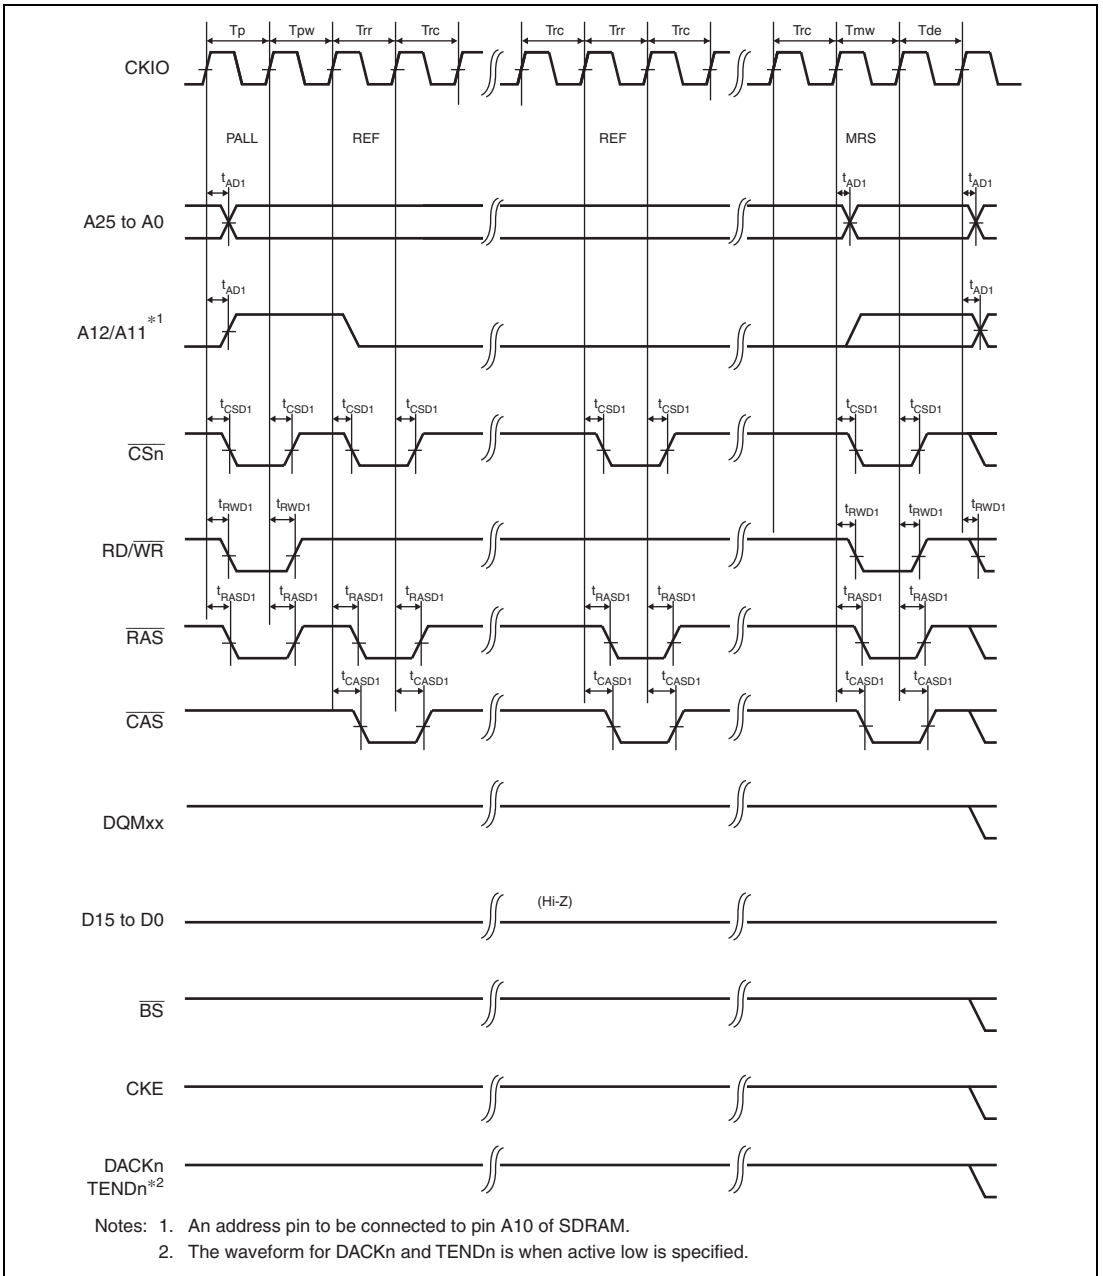 Tp Tpw Trr Trc Trc Trr Trc Trc Tmw Tde
CKIO
PALL REF REF MRS
tAD1 tAD1 tAD1
A25 to A0
tAD1 tAD1
A12/A11*1
tCSD1 tCSD1 tCSD1 tCSD1 tCSD1 tCSD1 tCSD1 tCSD1
CSn
tRWD1 tRWD1 tRWD1 tRWD1 tRWD1
RD/WR
tRASD1 tRASD1 tRASD1 tRASD1 tRASD1 tRASD1 tRASD1 tRASD1
RAS
tCASD1 tCASD1 tCASD1 tCASD1 tCASD1 tCASD1
CAS
DQMxx
(Hi-Z)
D15 to D0
BS
CKE
DACKn
TENDn*2
Notes: 1. An address pin to be connected to pin A10 of SDRAM.
2. The waveform for DACKn and TENDn is when active low is specified.